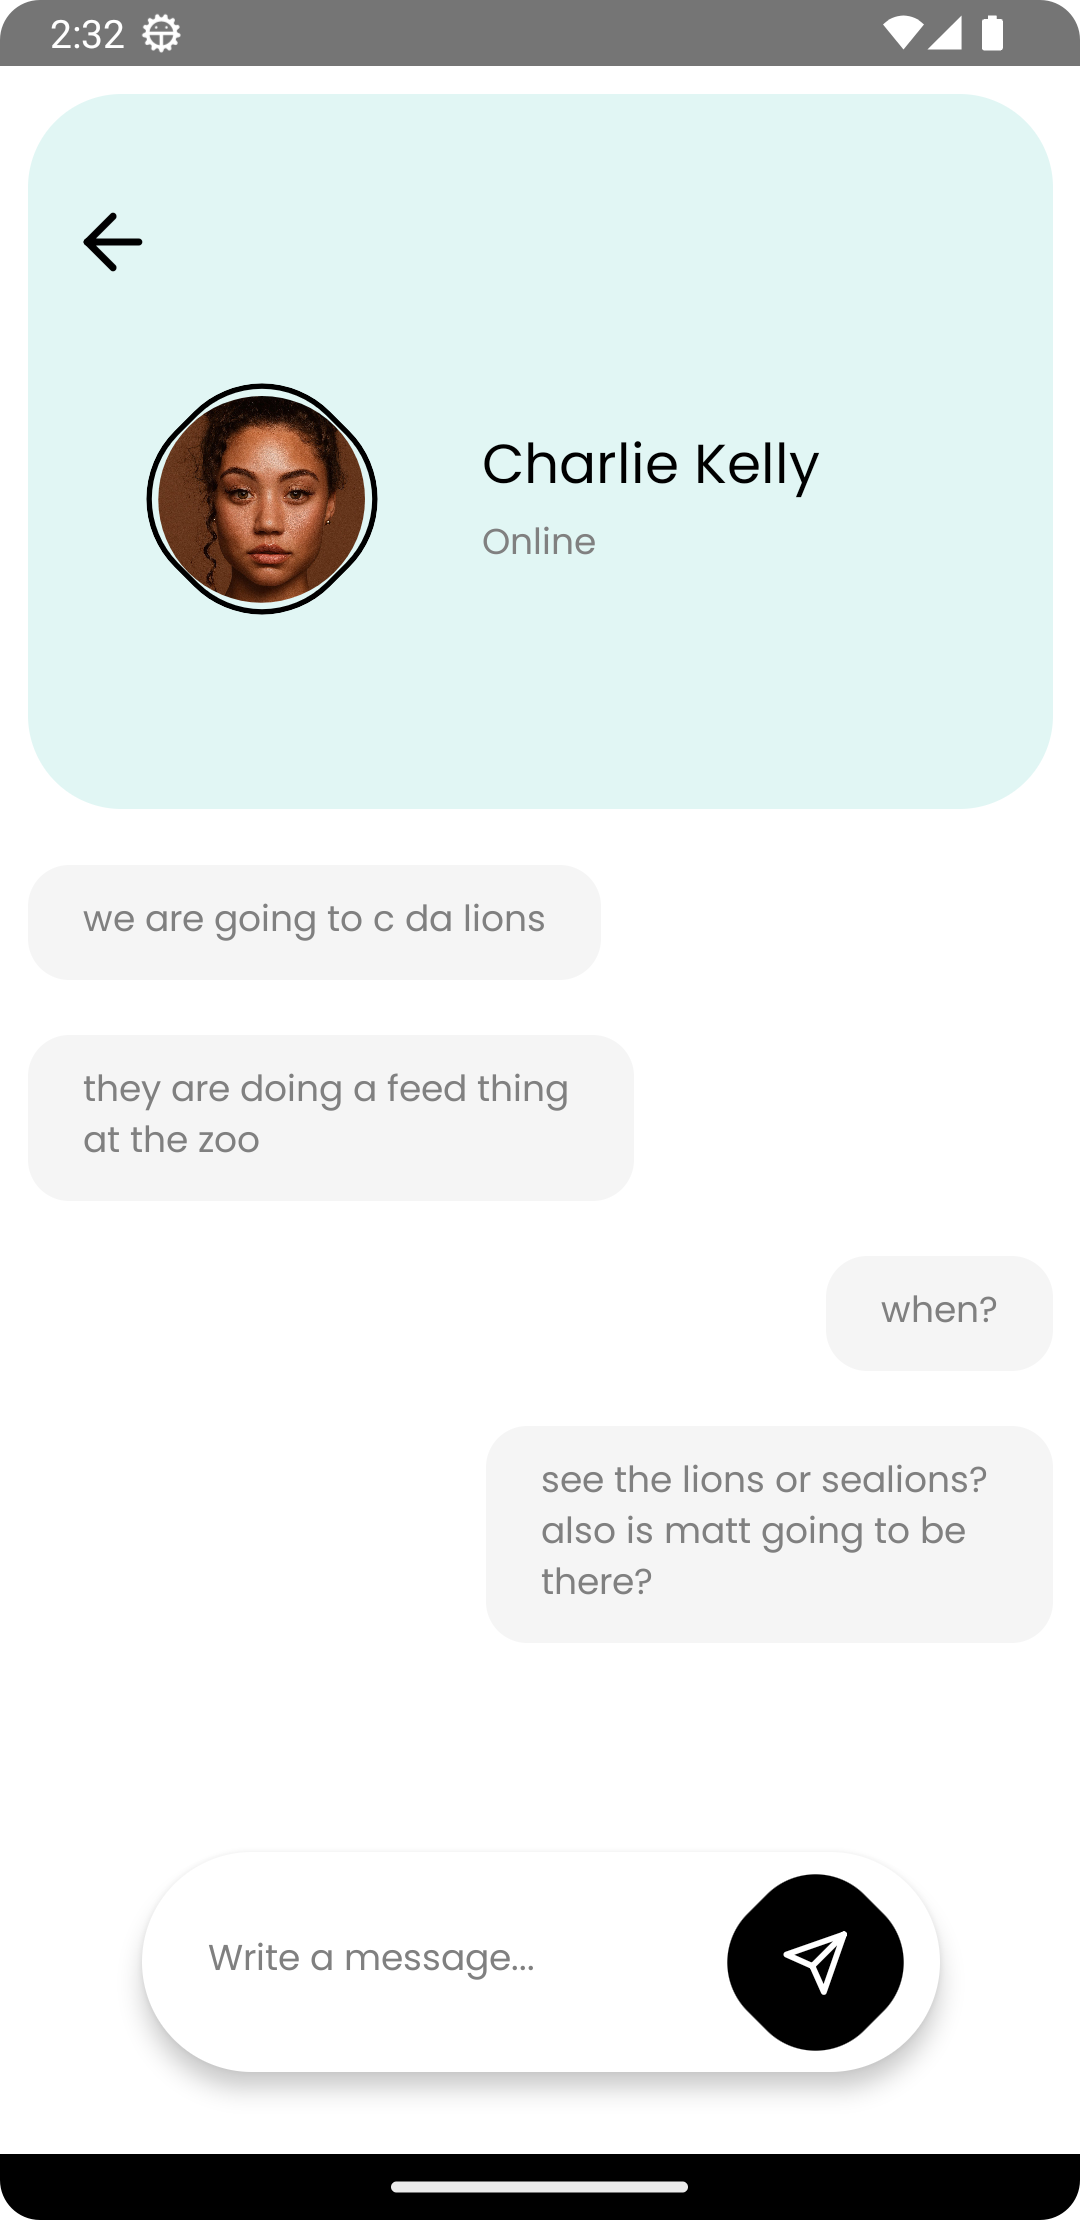 2:32
Charlie Kelly
Online
we are going to c da lions
they are doing a feed thing
at the zoo
when?
see the lions or sealions?
also is matt going to be
there?
Write a message...